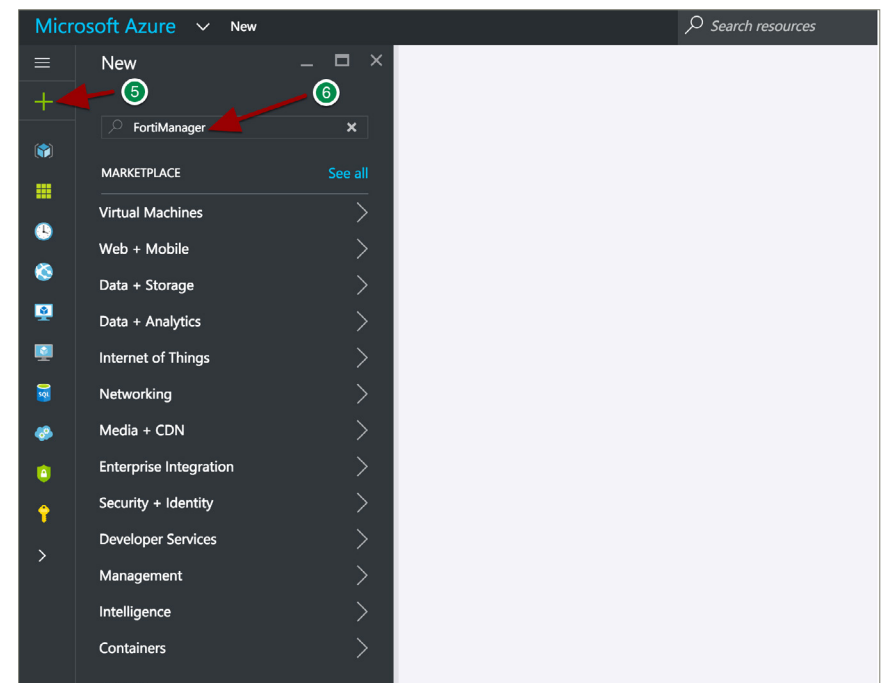 Microsoft Azure New Search resources
New
5
6
FortiManager
MARKETPLACE See all
Virtual Machines
Web + Mobile
Data + Storage
Data + Analytics
Internet of Things
Networking
Media + CDN
Enterprise Integration
Security + Identity
Developer Services
Management
Intelligence
Containers
SQL